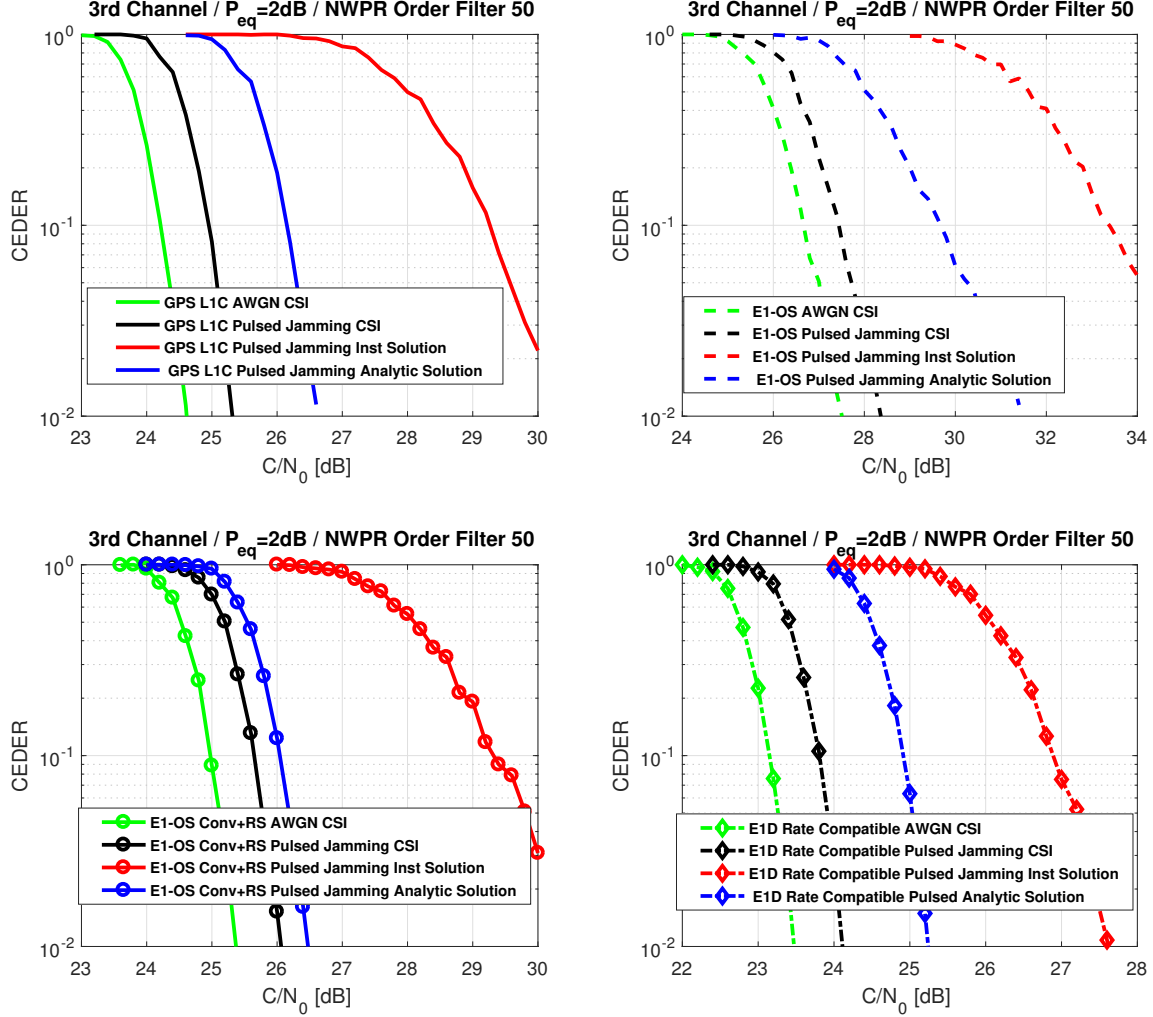 3rd Channel / P_eq=2dB / NWPR Order Filter 50
10^0
10^-1
10^-2
CEDER
GPS L1C AWGN CSI
GPS L1C Pulsed Jamming CSI
GPS L1C Pulsed Jamming Inst Solution
GPS L1C Pulsed Jamming Analytic Solution
23 24 25 26 27 28 29 30
C/N_0 [dB]
3rd Channel / P_eq=2dB / NWPR Order Filter 50
10^0
10^-1
10^-2
CEDER
E1-OS AWGN CSI
E1-OS Pulsed Jamming CSI
E1-OS Pulsed Jamming Inst Solution
E1-OS Pulsed Jamming Analytic Solution
24 26 28 30 32 34
C/N_0 [dB]
3rd Channel / P_eq=2dB / NWPR Order Filter 50
10^0
10^-1
10^-2
CEDER
E1-OS Conv+RS AWGN CSI
E1-OS Conv+RS Pulsed Jamming CSI
E1-OS Conv+RS Pulsed Jamming Inst Solution
E1-OS Conv+RS Pulsed Jamming Analytic Solution
23 24 25 26 27 28 29 30
C/N_0 [dB]
3rd Channel / P_eq=2dB / NWPR Order Filter 50
10^0
10^-1
10^-2
CEDER
E1D Rate Compatible AWGN CSI
E1D Rate Compatible Pulsed Jamming CSI
E1D Rate Compatible Pulsed Jamming Inst Solution
E1D Rate Compatible Pulsed Analytic Solution
22 23 24 25 26 27 28
C/N_0 [dB]